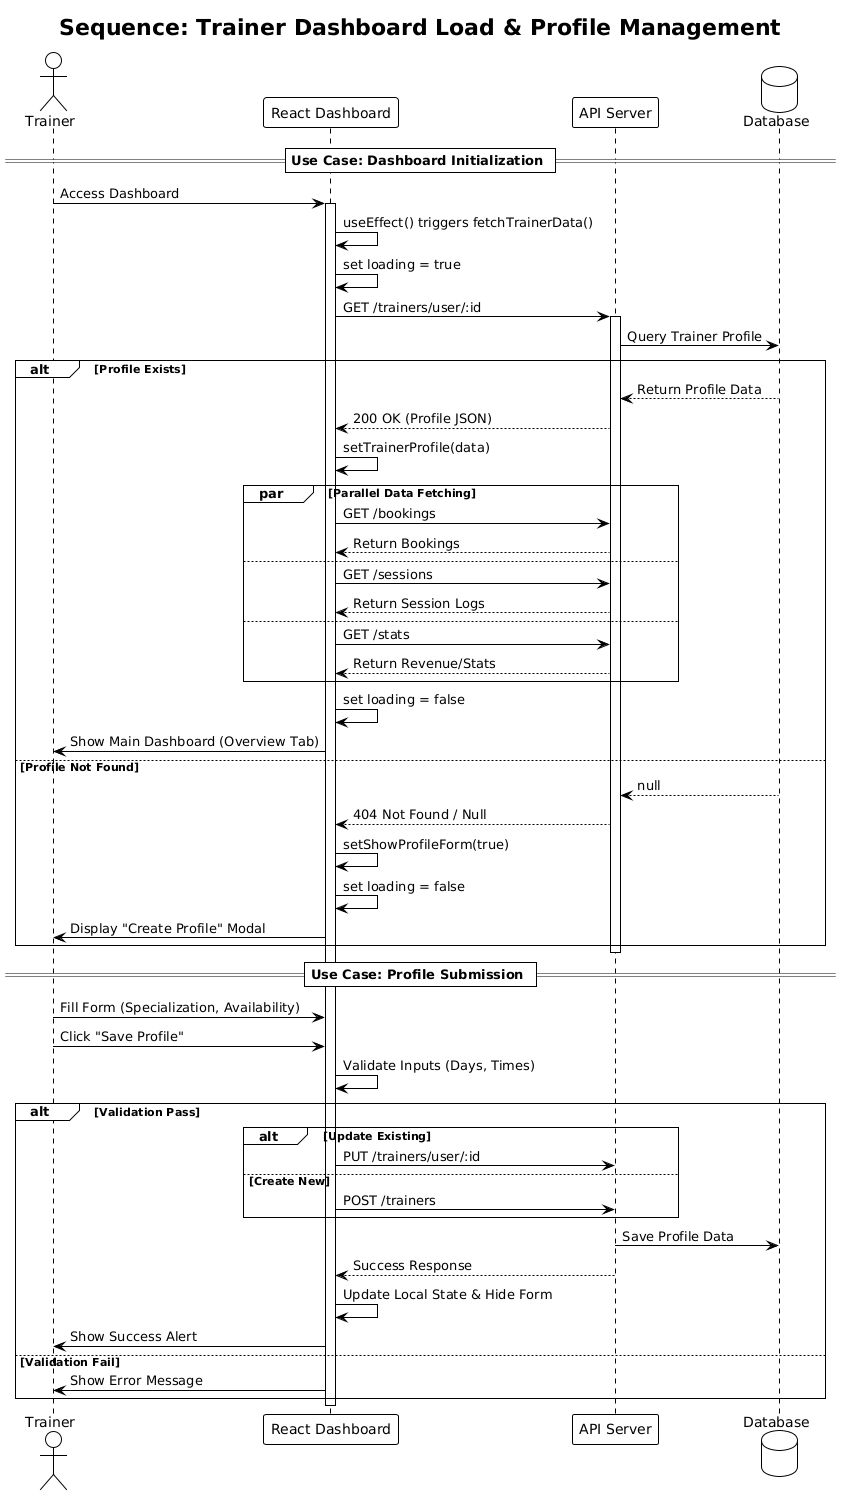 Sequence: Trainer Dashboard Load & Profile Management
Trainer
React Dashboard
API Server
Database
Use Case: Dashboard Initialization
Access Dashboard
useEffect() triggers fetchTrainerData()
set loading = true
GET /trainers/user/:id
Query Trainer Profile
alt
[Profile Exists]
Return Profile Data
200 OK (Profile JSON)
setTrainerProfile(data)
par
[Parallel Data Fetching]
GET /bookings
Return Bookings
GET /sessions
Return Session Logs
GET /stats
Return Revenue/Stats
set loading = false
Show Main Dashboard (Overview Tab)
[Profile Not Found]
null
404 Not Found / Null
setShowProfileForm(true)
set loading = false
Display "Create Profile" Modal
Use Case: Profile Submission
Fill Form (Specialization, Availability)
Click "Save Profile"
Validate Inputs (Days, Times)
alt
[Validation Pass]
alt
[Update Existing]
PUT /trainers/user/:id
[Create New]
POST /trainers
Save Profile Data
Success Response
Update Local State & Hide Form
Show Success Alert
[Validation Fail]
Show Error Message
Trainer
React Dashboard
API Server
Database